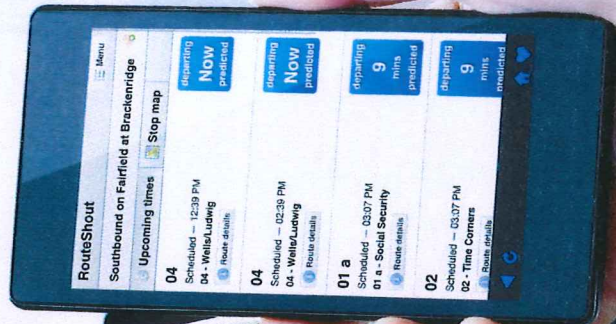 RouteShout
Menu
Southbound on Fairfield at Brackenridge
Upcoming times
Stop map
04
Scheduled — 12:39 PM
04 - Wells/Ludwig
Route details
departing
Now
predicted
04
Scheduled — 02:39 PM
04 - Wells/Ludwig
Route details
departing
Now
predicted
01 a
Scheduled — 03:07 PM
01 a - Social Security
Route details
departing
9
mins
predicted
02
Scheduled — 03:07 PM
02 - Time Corners
Route details
departing
9
mins
predicted